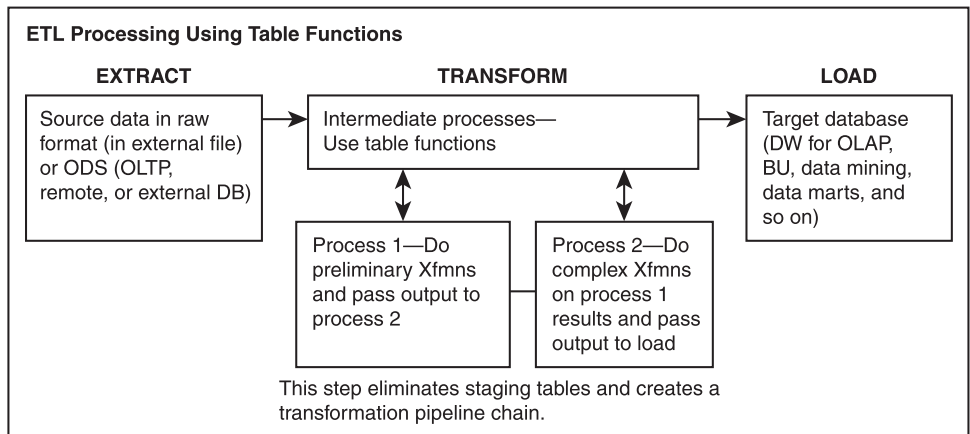 ETL Processing Using Table Functions
EXTRACT
Source data in raw
format (in external file)
or ODS (OLTP,
remote, or external DB)
TRANSFORM
Intermediate processes—
Use table functions
Process 1—Do
preliminary Xfmns
and pass output to
process 2
Process 2—Do
complex Xfmns
on process 1
results and pass
output to load
This step eliminates staging tables and creates a
transformation pipeline chain.
LOAD
Target database
(DW for OLAP,
BU, data mining,
data marts, and
so on)